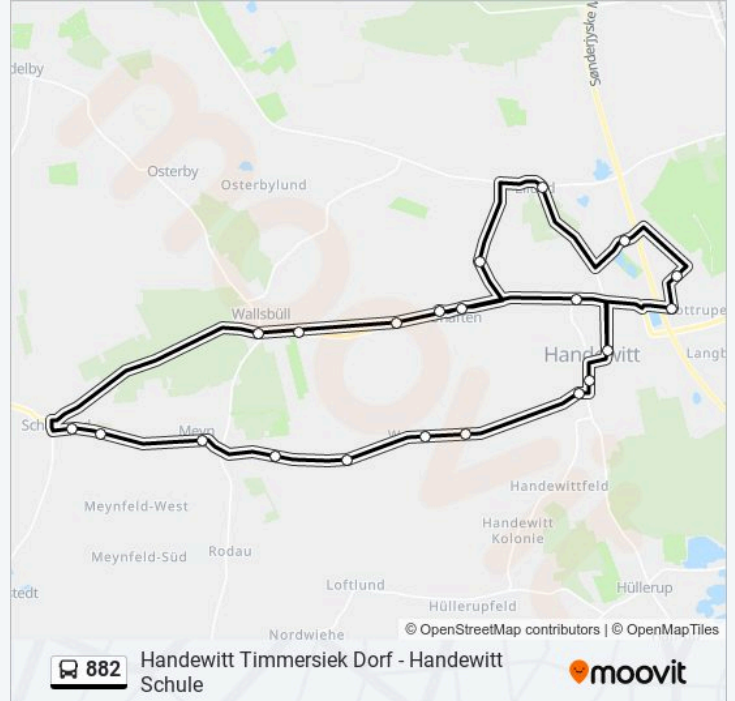 Sønderjyske M
delby
Osterby
Osterbylund
Wallsbüll
Handewitt
Langb
Meyn
Handewittfeld
Meynfeld-West
Handewitt
Kolonie
Meynfeld-Süd
Rodau
Loftlund
Hüllerup
stedt
Hüllerupfeld
Nordwiehe
© OpenStreetMap contributors | © OpenMapTiles
882
Handewitt Timmersiek Dorf - Handewitt
Schule
moovit